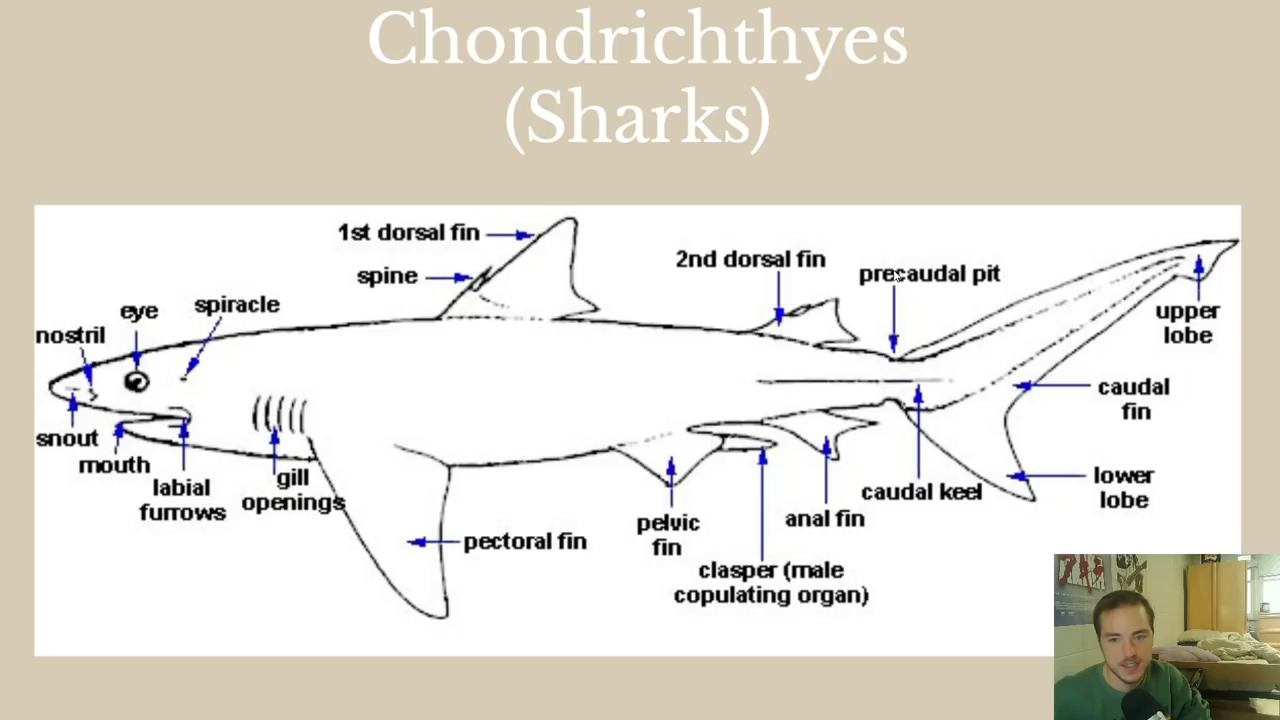 Chondrichthyes
(Sharks)
1st dorsal fin
spine
2nd dorsal fin
precaudal pit
eye
spiracle
nostril
upper
lobe
caudal
fin
snout
mouth
labial
furrows
gill
openings
pectoral fin
pelvic
fin
clasper (male
copulating organ)
anal fin
caudal keel
lower
lobe